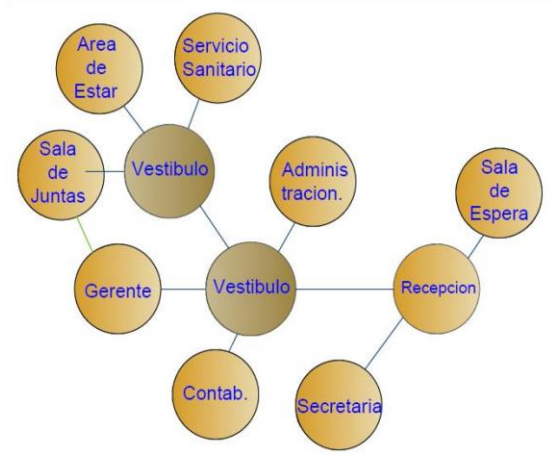 Area
de
Estar
Servicio
Sanitario
Sala
de
Juntas
Vestibulo
Adminis
tracion.
Sala
de
Espera
Gerente
Vestibulo
Recepcion
Contab.
Secretaria